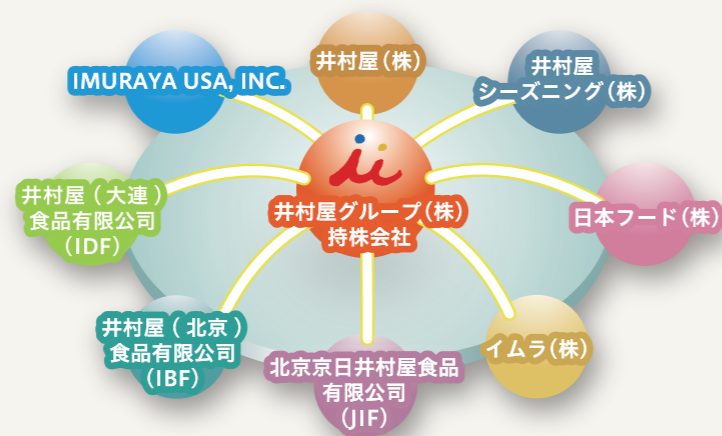 井村屋(株)
井村屋
シーズニング(株)
IMURAYA USA, INC.
井村屋グループ(株)
持株会社
井村屋(大連)
食品有限公司
(IDF)
日本フード(株)
井村屋(北京)
食品有限公司
(IBF)
北京京日井村屋食品
有限公司
(JIF)
イムラ(株)